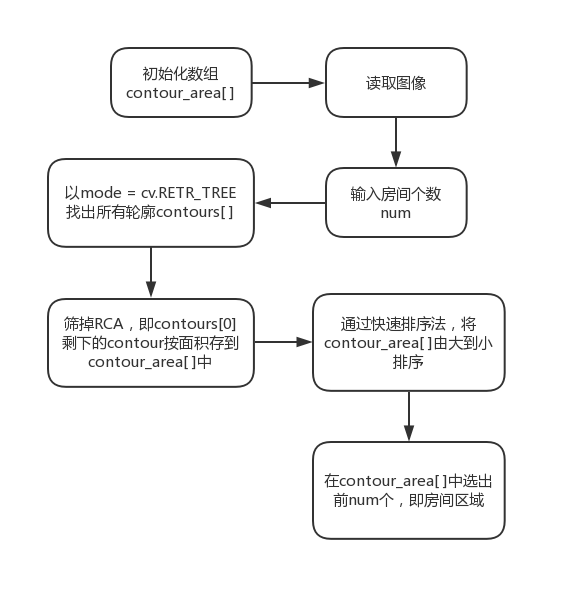 初始化数组
contour_area[ ]
读取图像
输入房间个数
num
以mode = cv.RETR_TREE
找出所有轮廓contours[ ]
筛掉RCA，即contours[0]
剩下的contour按面积存到
contour_area[ ]中
通过快速排序法，将
contour_area[ ]由大到小
排序
在contour_area[ ]中选出
前num个，即房间区域